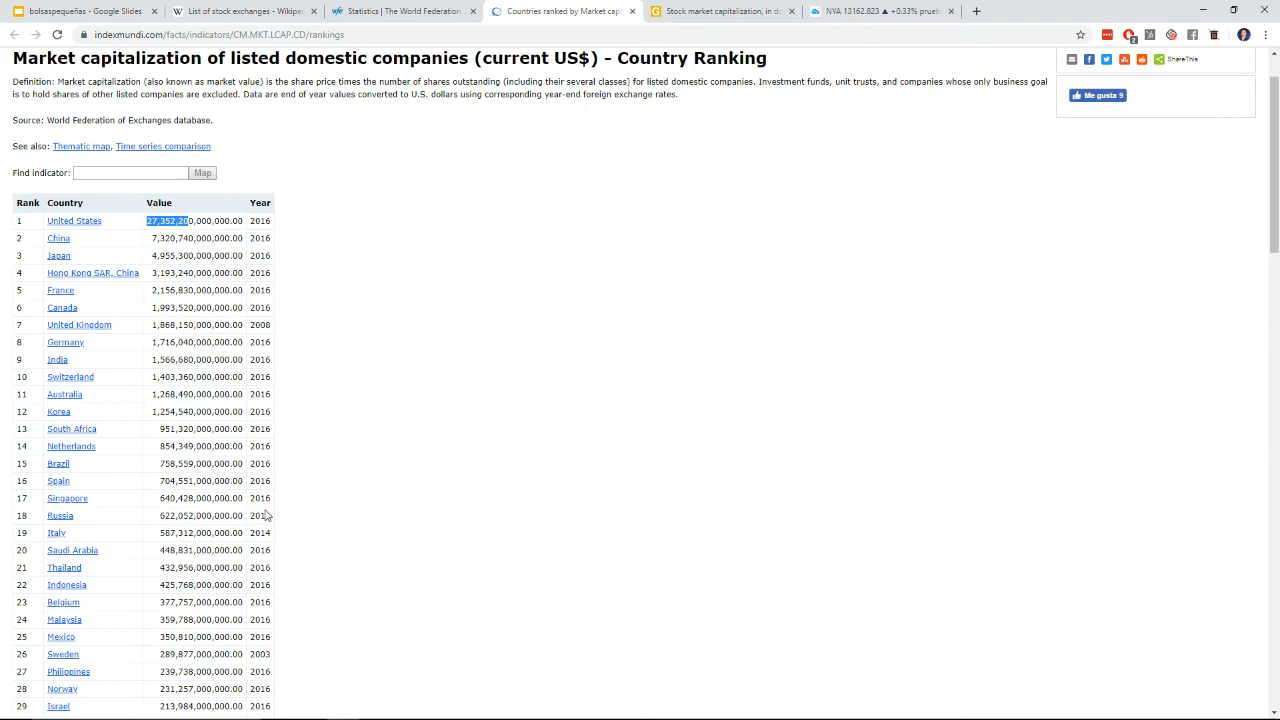 bolsaspequeñas - Google Slides
List of stock exchanges - Wikipe
Statistics | The World Federation
Countries ranked by Market cap
Stock market capitalization, in do
NYA 13162.823 ▲ +0.33% prueb
indexmundi.com/facts/indicators/CM.MKT.LCAP.CD/rankings
Market capitalization of listed domestic companies (current US$) - Country Ranking
Definition: Market capitalization (also known as market value) is the share price times the number of shares outstanding (including their several classes) for listed domestic companies. Investment funds, unit trusts, and companies whose only business goal
is to hold shares of other listed companies are excluded. Data are end of year values converted to U.S. dollars using corresponding year-end foreign exchange rates.
ShareThis
Me gusta 9
Source: World Federation of Exchanges database.
See also: Thematic map, Time series comparison
Find indicator: Map
Rank Country Value Year
1 United States 27,352,200,000,000.00 2016
2 China 7,320,740,000,000.00 2016
3 Japan 4,955,300,000,000.00 2016
4 Hong Kong SAR, China 3,193,240,000,000.00 2016
5 France 2,156,830,000,000.00 2016
6 Canada 1,993,520,000,000.00 2016
7 United Kingdom 1,868,150,000,000.00 2008
8 Germany 1,716,040,000,000.00 2016
9 India 1,566,680,000,000.00 2016
10 Switzerland 1,403,360,000,000.00 2016
11 Australia 1,268,490,000,000.00 2016
12 Korea 1,254,540,000,000.00 2016
13 South Africa 951,320,000,000.00 2016
14 Netherlands 854,349,000,000.00 2016
15 Brazil 758,559,000,000.00 2016
16 Spain 704,551,000,000.00 2016
17 Singapore 640,428,000,000.00 2016
18 Russia 622,052,000,000.00
19 Italy 587,312,000,000.00 2014
20 Saudi Arabia 448,831,000,000.00 2016
21 Thailand 432,956,000,000.00 2016
22 Indonesia 425,768,000,000.00 2016
23 Belgium 377,757,000,000.00 2016
24 Malaysia 359,788,000,000.00 2016
25 Mexico 350,810,000,000.00 2016
26 Sweden 289,877,000,000.00 2003
27 Philippines 239,738,000,000.00 2016
28 Norway 231,257,000,000.00 2016
29 Israel 213,984,000,000.00 2016